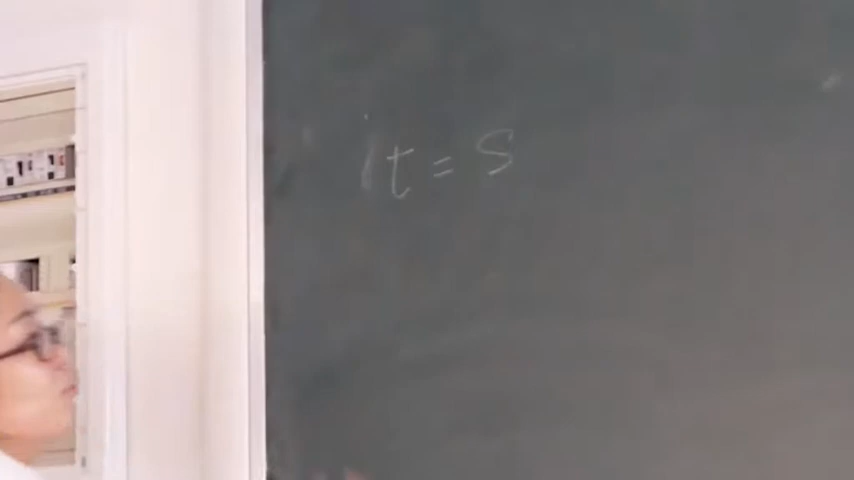 it = s